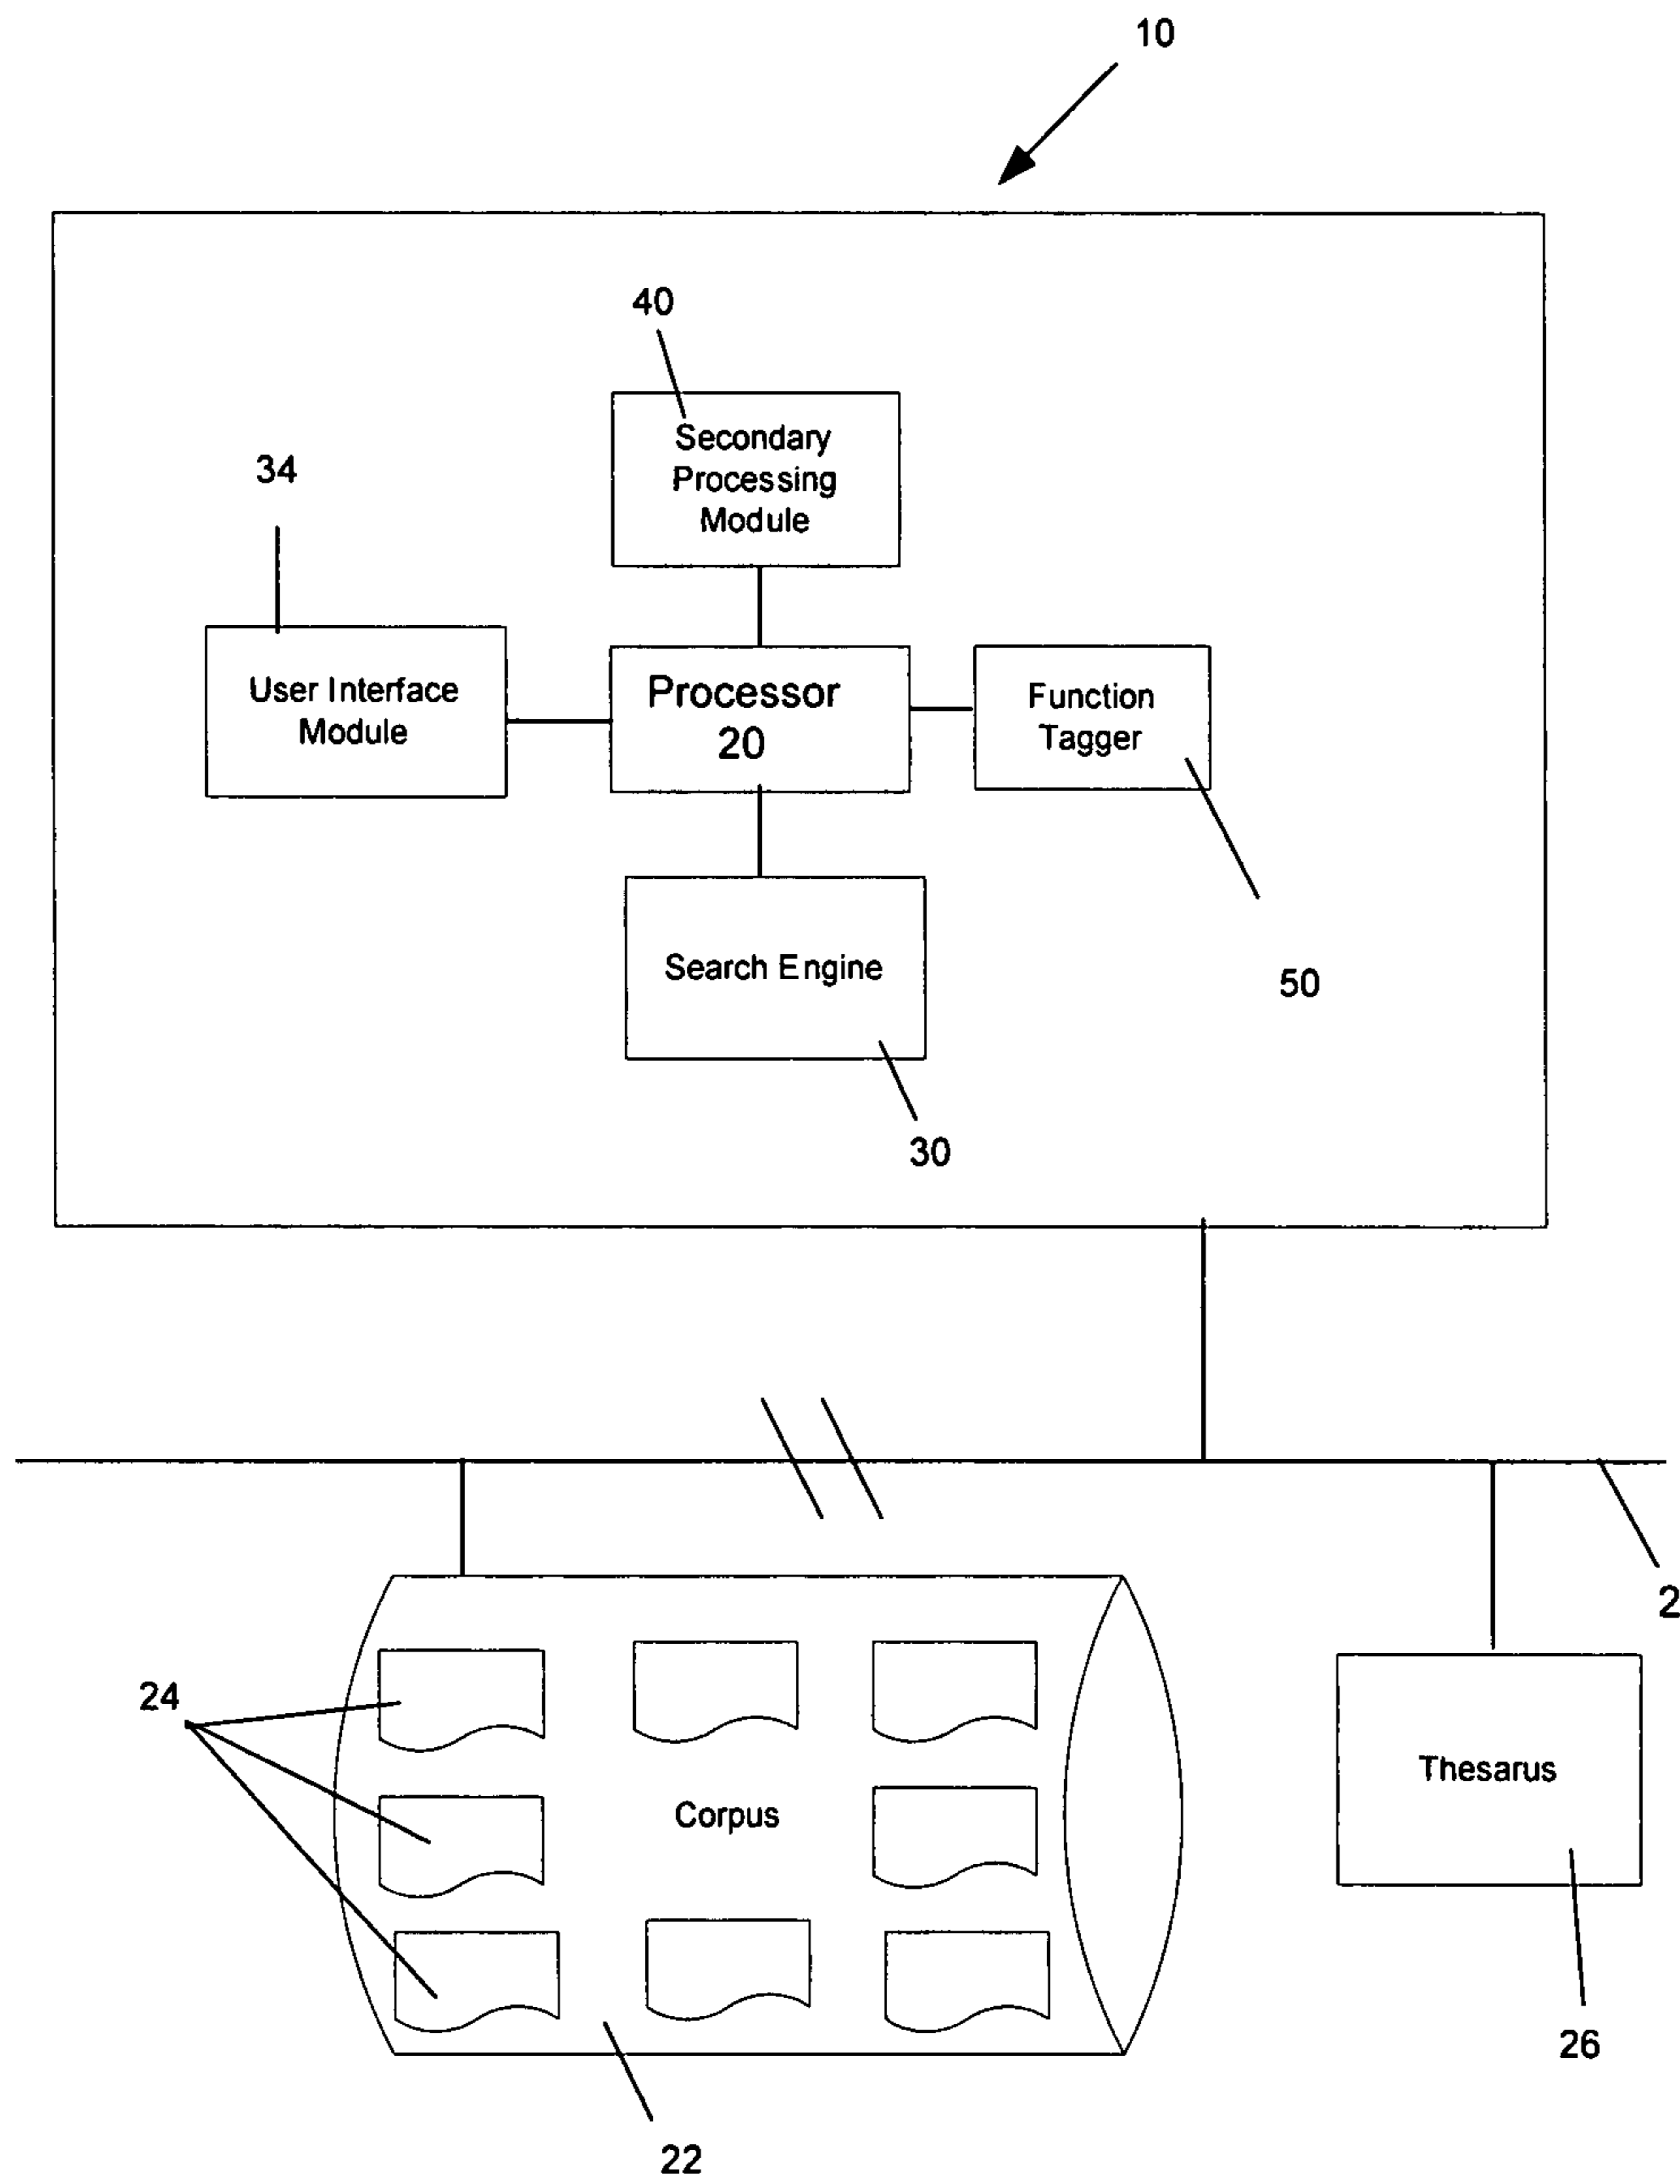 10
40
Secondary
Processing
Module
34
User Interface
Module
Processor
20
Function
Tagger
Search Engine
50
30
2
24
Corpus
Thesarus
26
22